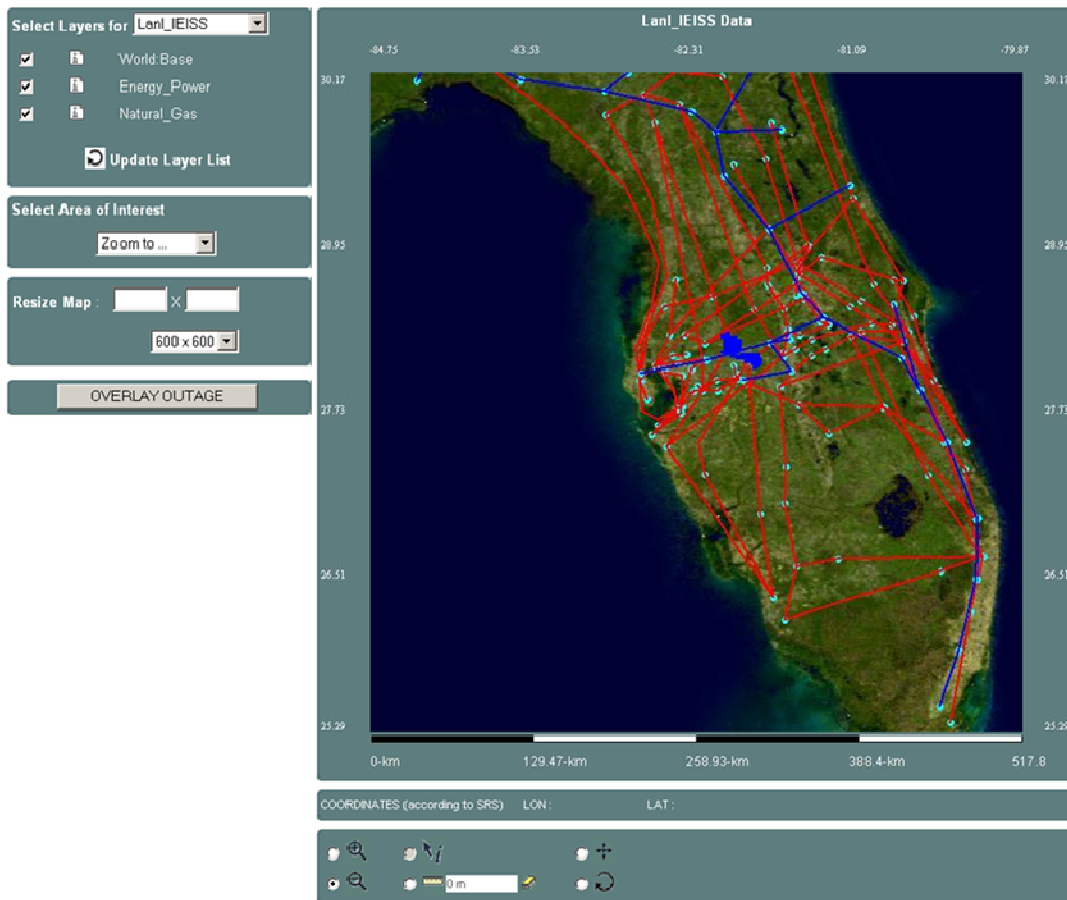 Select Layers for Lanl_IEISS
World:Base
Energy_Power
Natural_Gas
Update Layer List
Select Area of Interest
Zoom to ...
Resize Map :
X
600 x 600
OVERLAY OUTAGE
Lanl_IEISS Data
-84.75 -83.53 -82.31 -81.09 -79.87
30.17 30.17
28.95 28.95
27.73 27.73
26.51 26.51
25.29 25.29
0-km 129.47-km 258.93-km 388.4-km 517.8
COORDINATES (according to SRS) LON : LAT :
0 m